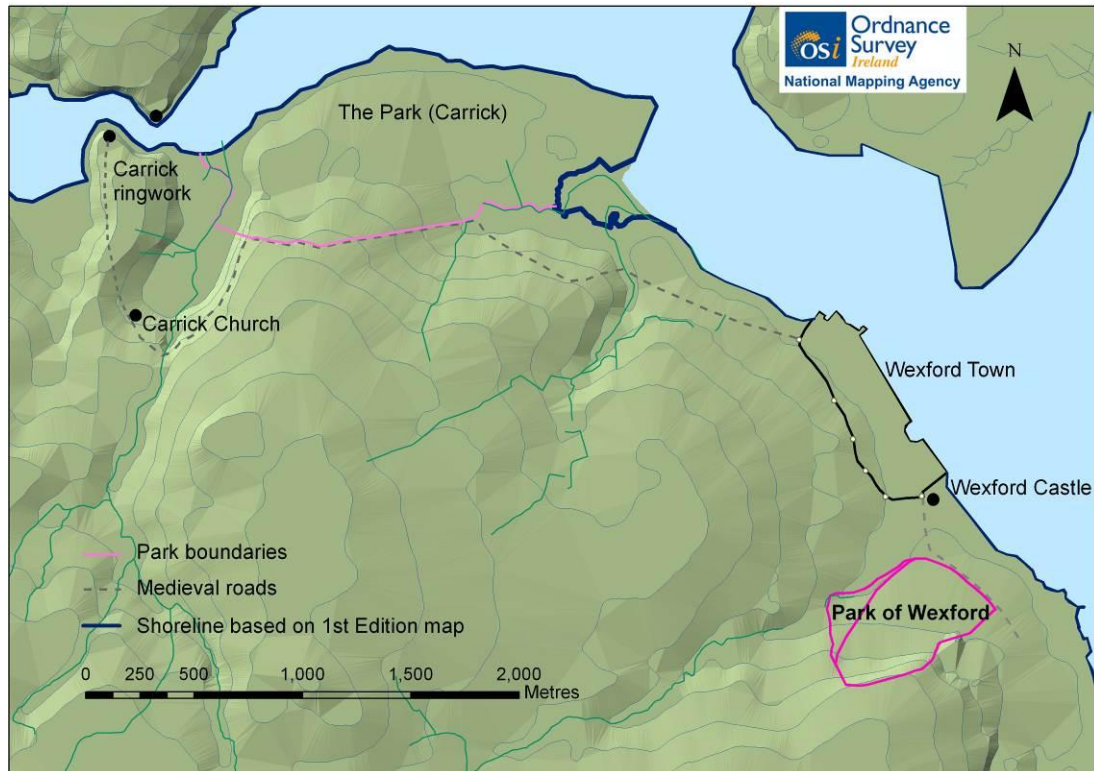 Ordnance
Survey
Ireland
osi
National Mapping Agency
N
The Park (Carrick)
Carrick
ringwork
Carrick Church
Wexford Town
Wexford Castle
Park of Wexford
Park boundaries
Medieval roads
Shoreline based on 1st Edition map
0 250 500 1,000 1,500 2,000
Metres